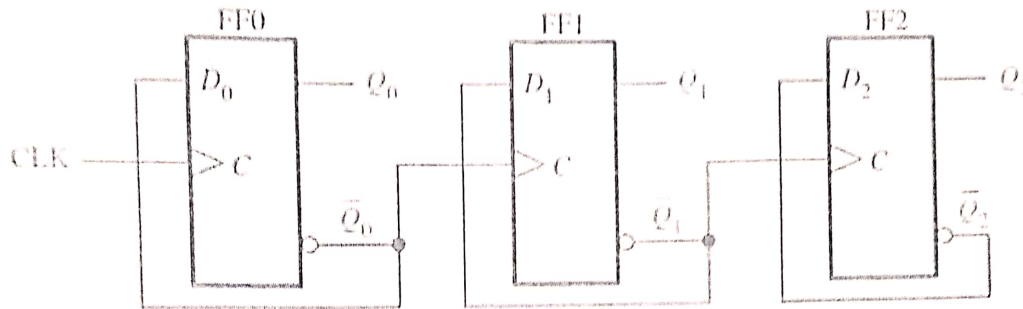 FF0 FF1 FF2
D₀ Q₀ D₁ Q₁ D₂ Q
CLK C C C
Q̅₀ Q̅₁ Q̅₂